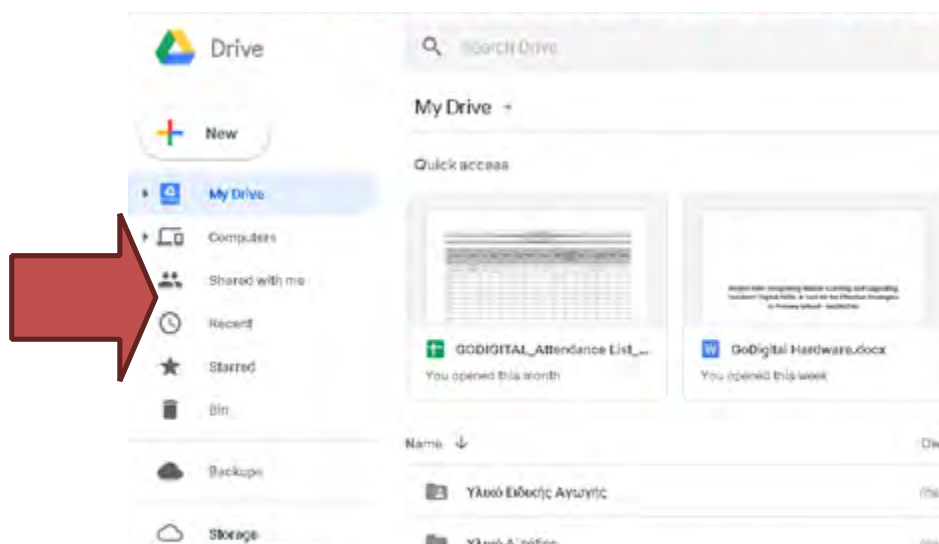 Drive
Search Drive
New
My Drive
Computers
Shared with me
Recent
Starred
Bin
Backups
Storage
My Drive
Quick access
GODIGITAL_Attendance List_...
You opened this month
GoDigital Hardware.docx
You opened this week
Name
Υλικό Ειδικής Αγωγής